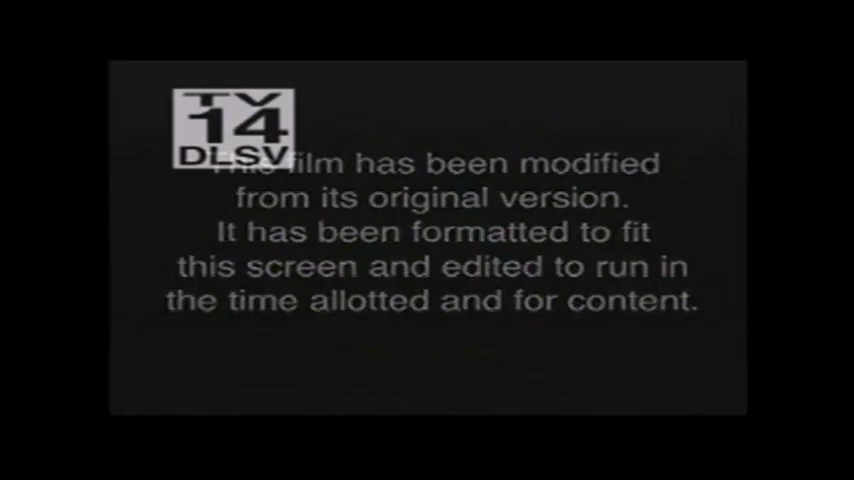 TV
14
DLSV
This film has been modified
from its original version.
It has been formatted to fit
this screen and edited to run in
the time allotted and for content.